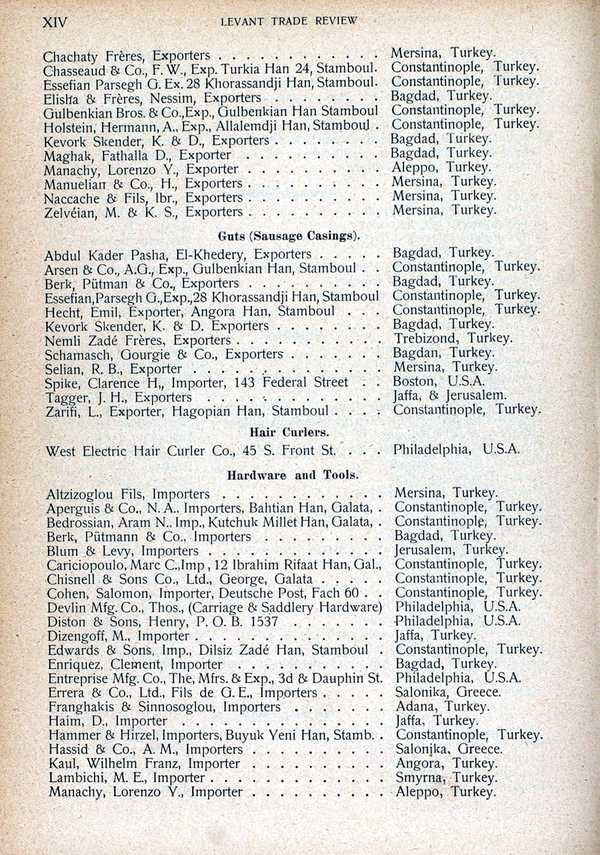 XIV LEVANT TRADE REVIEW
Chachaty Frères, Exporters . . . . . . . . . . . . Mersina, Turkey.
Chasseaud & Co., F. W., Exp. Turkia Han 24, Stamboul. Constantinople, Turkey.
Essefian Parsegh G. Ex. 28 Khorassandji Han, Stamboul. Constantinople, Turkey.
Elisha & Frères, Nessim, Exporters . . . . . . . . Bagdad, Turkey.
Gulbenkian Bros. & Co., Exp., Gulbenkian Han Stamboul Constantinople, Turkey.
Holstein, Hermann, A., Exp., Allalemdji Han, Stamboul . Constantinople, Turkey.
Kevork Skender, K. & D., Exporters . . . . . . . . Bagdad, Turkey.
Maghak, Fathalla D., Exporter . . . . . . . . . . Bagdad, Turkey.
Manachy, Lorenzo Y., Exporter . . . . . . . . . . Aleppo, Turkey.
Manuelian & Co., H., Exporters . . . . . . . . . . Mersina, Turkey.
Naccache & Fils, Ibr., Exporters . . . . . . . . . . Mersina, Turkey.
Zelvéian, M. & K. S., Exporters . . . . . . . . . . Mersina, Turkey.
Guts (Sausage Casings).
Abdul Kader Pasha, El-Khedery, Exporters . . . . . Bagdad, Turkey.
Arsen & Co., A.G., Exp., Gulbenkian Han, Stamboul . . Constantinople, Turkey.
Berk, Pütman & Co., Exporters . . . . . . . . . . Bagdad, Turkey.
Essefian, Parsegh G., Exp., 28 Khorassandji Han, Stamboul Constantinople, Turkey.
Hecht, Emil, Exporter, Angora Han, Stamboul . . . Constantinople, Turkey.
Kevork Skender, K. & D. Exporters . . . . . . . . Bagdad, Turkey.
Nemli Zadé Frères, Exporters . . . . . . . . . . . Trebizond, Turkey.
Schamasch, Gourgie & Co., Exporters . . . . . . . Bagdan, Turkey.
Selian, R. B., Exporter . . . . . . . . . . . . . . Mersina, Turkey.
Spike, Clarence H., Importer, 143 Federal Street . . Boston, U.S.A.
Tagger, J. H., Exporters . . . . . . . . . . . . . Jaffa, & Jerusalem.
Zarifi, L., Exporter, Hagopian Han, Stamboul . . . . Constantinople, Turkey.
Hair Curlers.
West Electric Hair Curler Co., 45 S. Front St. . . . Philadelphia, U.S.A.
Hardware and Tools.
Altzizoglou Fils, Importers . . . . . . . . . . . . Mersina, Turkey.
Aperguis & Co., N. A., Importers, Bahtian Han, Galata, . Constantinople, Turkey.
Bedrossian, Aram N., Imp., Kutchuk Millet Han, Galata, . Constantinople, Turkey.
Berk, Pütmann & Co., Importers . . . . . . . . . Bagdad, Turkey.
Blum & Levy, Importers . . . . . . . . . . . . . Jerusalem, Turkey.
Cariciopoulo, Marc C., Imp , 12 Ibrahim Rifaat Han, Gal., Constantinople, Turkey.
Chisnell & Sons Co., Ltd., George, Galata . . . . . Constantinople, Turkey.
Cohen, Salomon, Importer, Deutsche Post, Fach 60 . . Constantinople, Turkey.
Devlin Mfg. Co., Thos., (Carriage & Saddlery Hardware) Philadelphia, U.S.A.
Diston & Sons, Henry, P. O. B. 1537 . . . . . . . Philadelphia, U.S.A.
Dizengoff, M., Importer . . . . . . . . . . . . . . Jaffa, Turkey.
Edwards & Sons, Imp., Dilsiz Zadé Han, Stamboul . Constantinople, Turkey.
Enriquez, Clement, Importer . . . . . . . . . . . Bagdad, Turkey.
Entreprise Mfg. Co., The, Mfrs. & Exp., 3d & Dauphin St. Philadelphia, U.S.A.
Errera & Co., Ltd., Fils de G. E., Importers . . . . . Salonika, Greece.
Franghakis & Sinnosoglou, Importers . . . . . . . Adana, Turkey.
Haim, D., Importer . . . . . . . . . . . . . . . Jaffa, Turkey.
Hammer & Hirzel, Importers, Buyuk Yeni Han, Stamb. . Constantinople, Turkey.
Hassid & Co., A. M., Importers . . . . . . . . . . Salonika, Greece.
Kaul, Wilhelm Franz, Importer . . . . . . . . . . Angora, Turkey.
Lambichi, M. E., Importer . . . . . . . . . . . . . Smyrna, Turkey.
Manachy, Lorenzo Y., Importer . . . . . . . . . . Aleppo, Turkey.